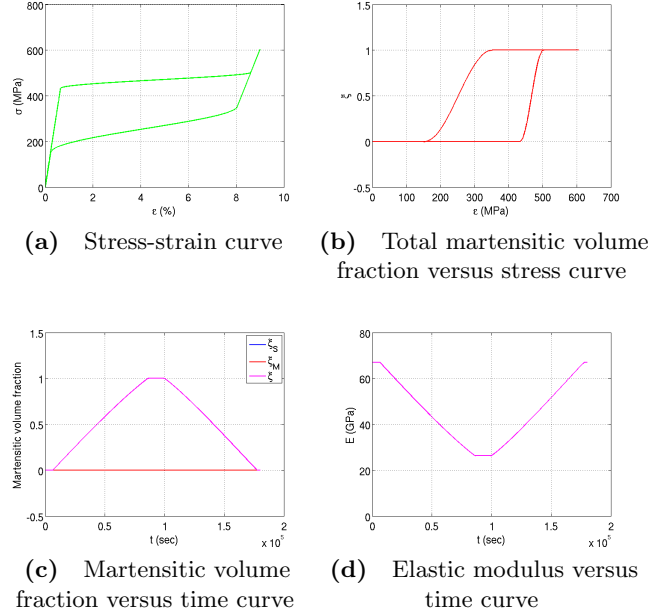 800
600
400
200
0
σ (MPa)
0 2 4 6 8 10
ε (%)
(a) Stress-strain curve
1.5
1
0.5
0
-0.5
ξ
0 100 200 300 400 500 600 700
ε (MPa)
(b) Total martensitic volume
fraction versus stress curve
1.5
1
0.5
0
-0.5
Martensitic volume fraction
ξS
ξM
ξ
0 0.5 1 1.5 2
t (sec)
x 10^5
(c) Martensitic volume
fraction versus time curve
80
60
40
20
0
E (GPa)
0 0.5 1 1.5 2
t (sec)
x 10^5
(d) Elastic modulus versus
time curve